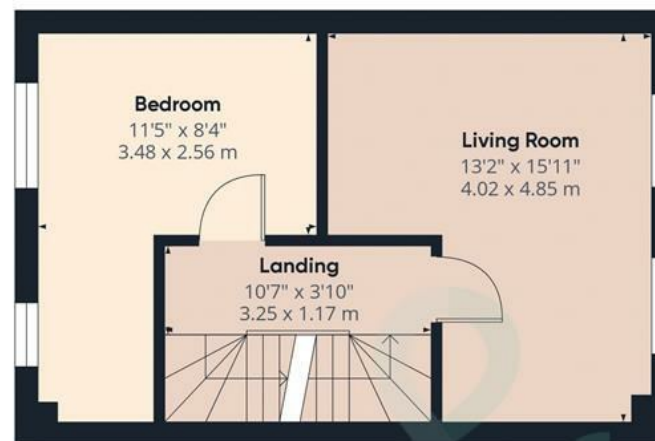 Bedroom
11'5" x 8'4"
3.48 x 2.56 m
Living Room
13'2" x 15'11"
4.02 x 4.85 m
Landing
10'7" x 3'10"
3.25 x 1.17 m